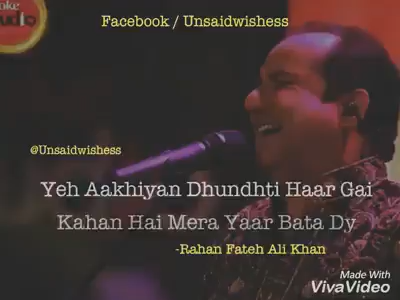 Facebook / Unsaidwishess
@Unsaidwishess
Yeh Aakhiyan Dhundhti Haar Gai
Kahan Hai Mera Yaar Bata Dy
-Rahan Fateh Ali Khan
Made With
VivaVideo